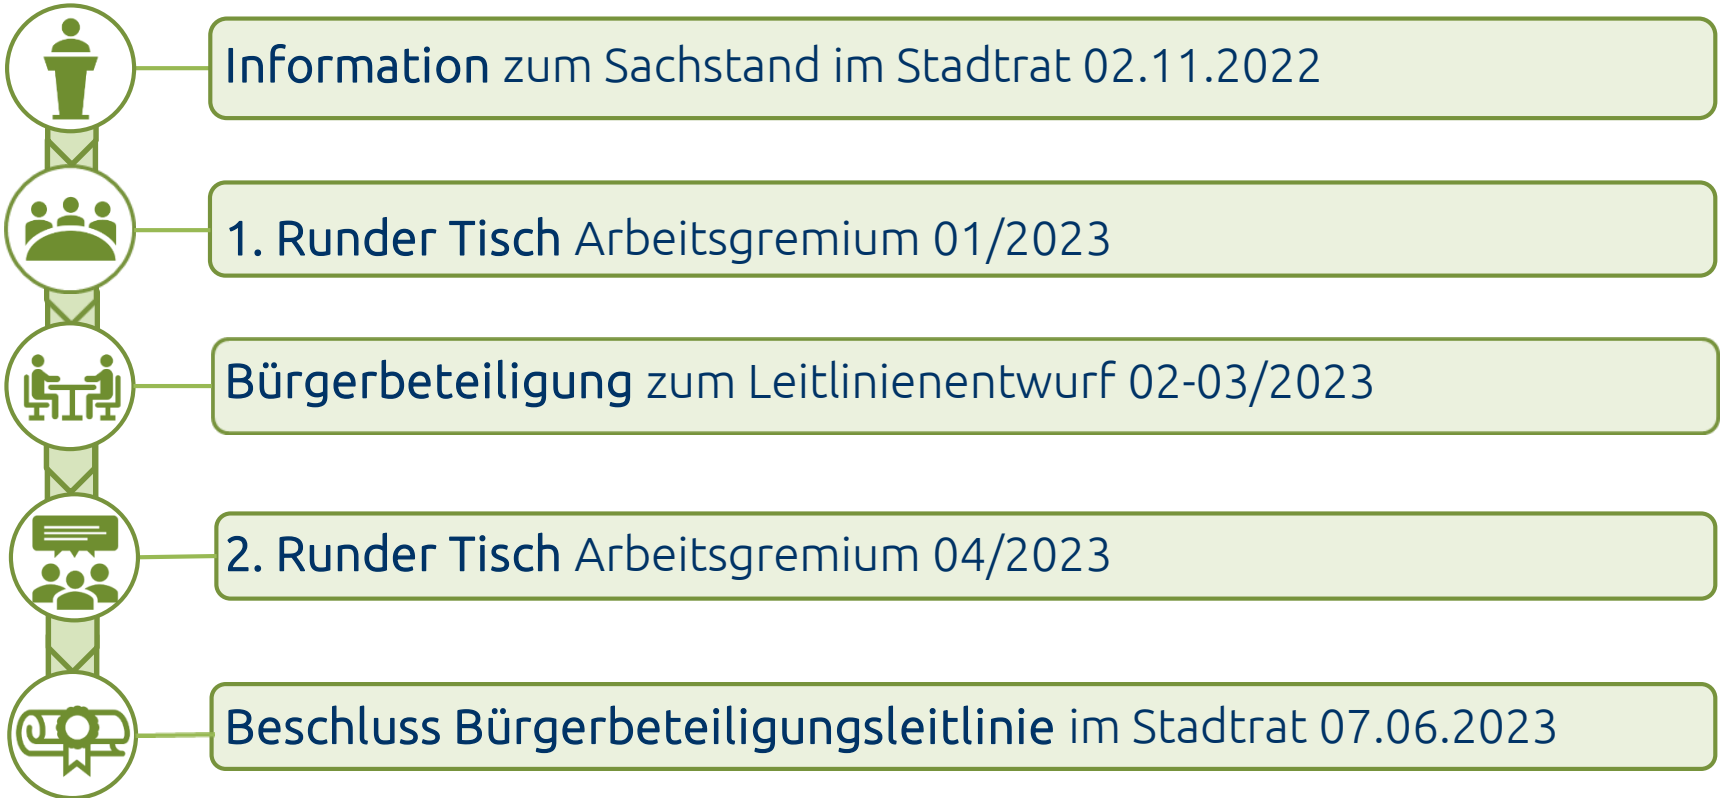 Information zum Sachstand im Stadtrat 02.11.2022
1. Runder Tisch Arbeitsgremium 01/2023
Bürgerbeteiligung zum Leitlinienentwurf 02-03/2023
2. Runder Tisch Arbeitsgremium 04/2023
Beschluss Bürgerbeteiligungsleitlinie im Stadtrat 07.06.2023